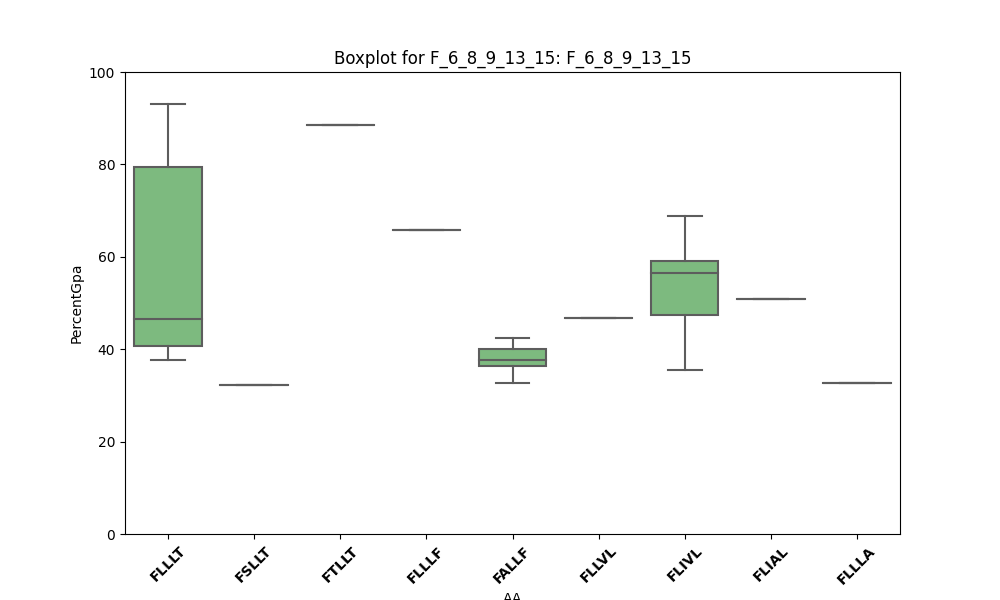 Boxplot for F_6_8_9_13_15: F_6_8_9_13_15
100
80
60
40
20
0
PercentGpa
FLLLT FSLLT FTLLT FLLLF FALLF FLLVL FLIVL FLIAL FLLLA
AA